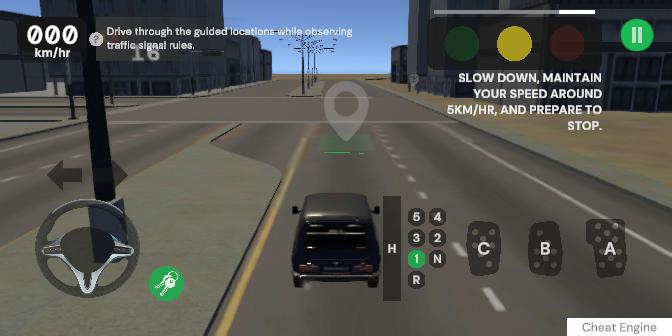 000
km/hr
? Drive through the guided locations while observing
traffic signal rules.
16
SLOW DOWN, MAINTAIN
YOUR SPEED AROUND
5KM/HR, AND PREPARE TO
STOP.
5 4
3 2
H
1 N
R
C B A
Cheat Engine